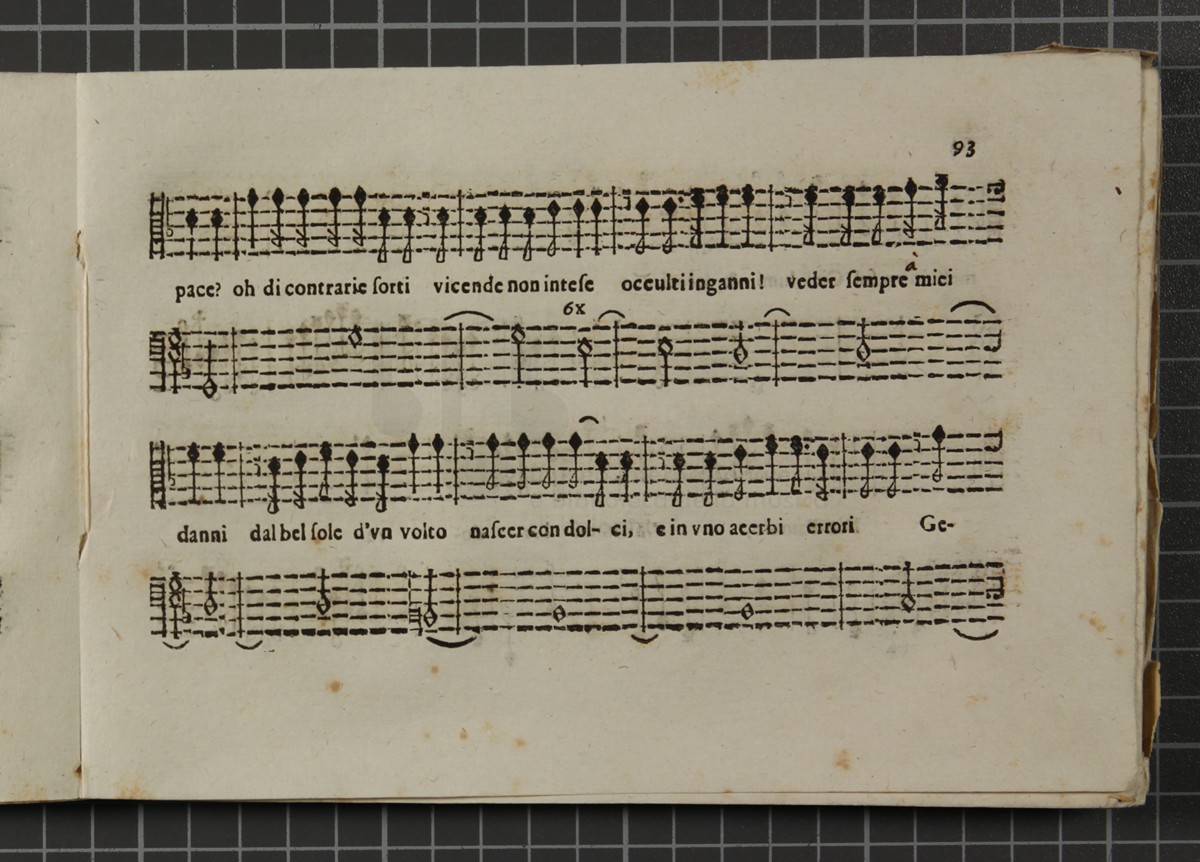 93
pace? oh di contrarie ſorti vicende non inteſe occulti inganni! veder ſempre à miei
6x
danni dal bel ſole d'vn volto naſcer con dol- ci, e in vno acerbi errori Ge-